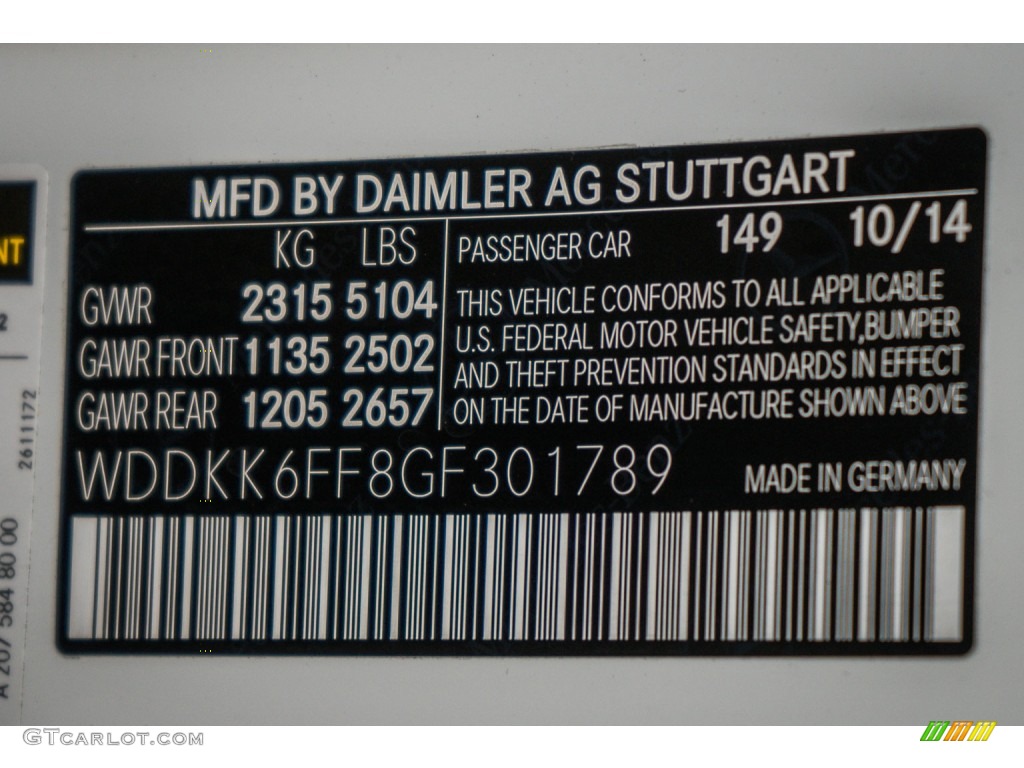 MFD BY DAIMLER AG STUTTGART
KG LBS
GVWR 2315 5104
GAWR FRONT 1135 2502
GAWR REAR 1205 2657
PASSENGER CAR 149 10/14
THIS VEHICLE CONFORMS TO ALL APPLICABLE
U.S. FEDERAL MOTOR VEHICLE SAFETY,BUMPER
AND THEFT PREVENTION STANDARDS IN EFFECT
ON THE DATE OF MANUFACTURE SHOWN ABOVE
WDDKK6FF8GF301789 MADE IN GERMANY
NT
2
2611172
A 207 584 80 00
GTCARLOT.COM